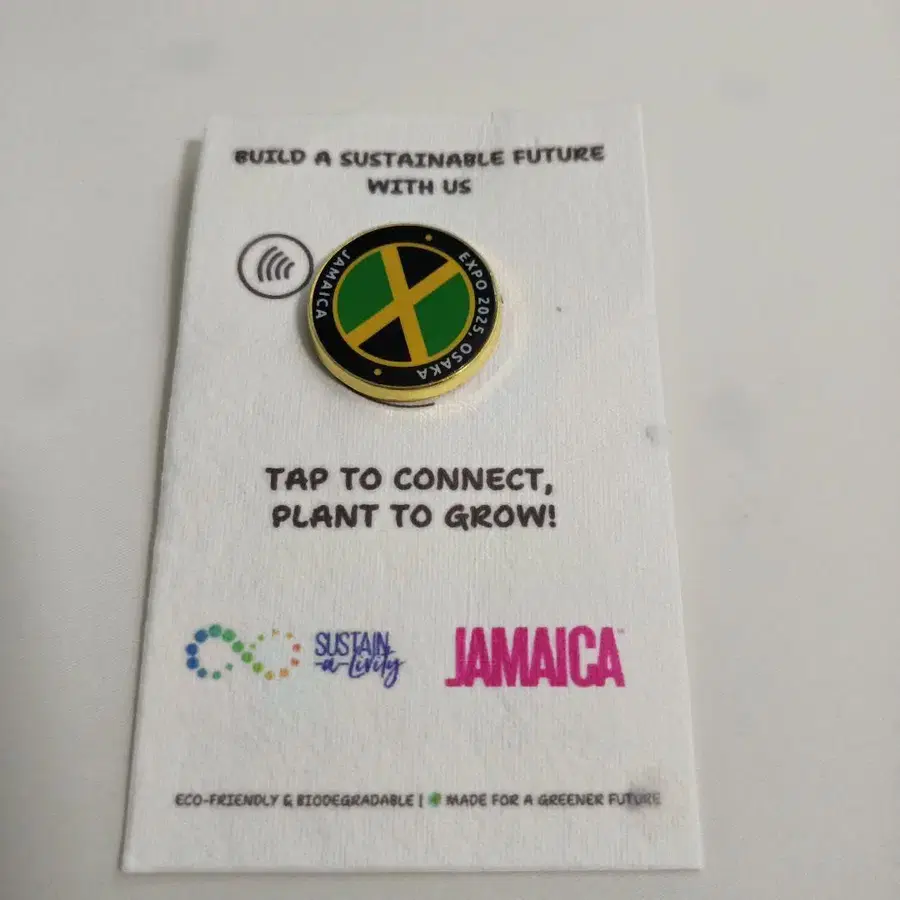 BUILD A SUSTAINABLE FUTURE
WITH US
JAMAICA
EXPO 2025, OSAKA
TAP TO CONNECT,
PLANT TO GROW!
SUSTAIN
-a-Livity
JAMAICA
ECO-FRIENDLY & BIODEGRADABLE | MADE FOR A GREENER FUTURE